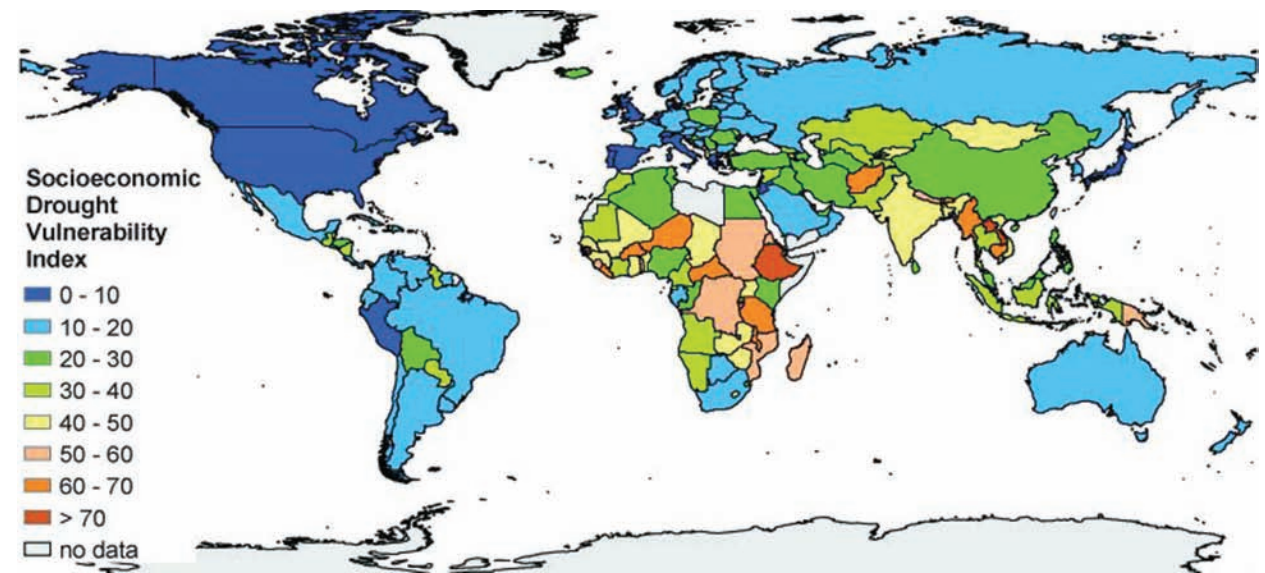 Socioeconomic
Drought
Vulnerability
Index
0 - 10
10 - 20
20 - 30
30 - 40
40 - 50
50 - 60
60 - 70
> 70
no data